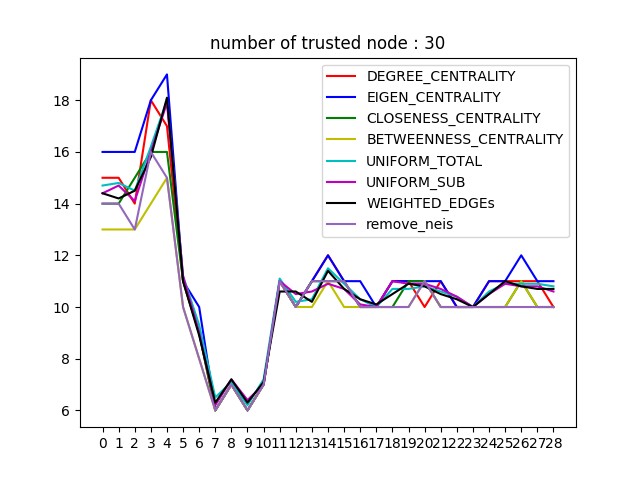 number of trusted node : 30
DEGREE_CENTRALITY
EIGEN_CENTRALITY
CLOSENESS_CENTRALITY
BETWEENNESS_CENTRALITY
UNIFORM_TOTAL
UNIFORM_SUB
WEIGHTED_EDGEs
remove_neis
18
16
14
12
10
8
6
0 1 2 3 4 5 6 7 8 9 10 11 12 13 14 15 16 17 18 19 20 21 22 23 24 25 26 27 28